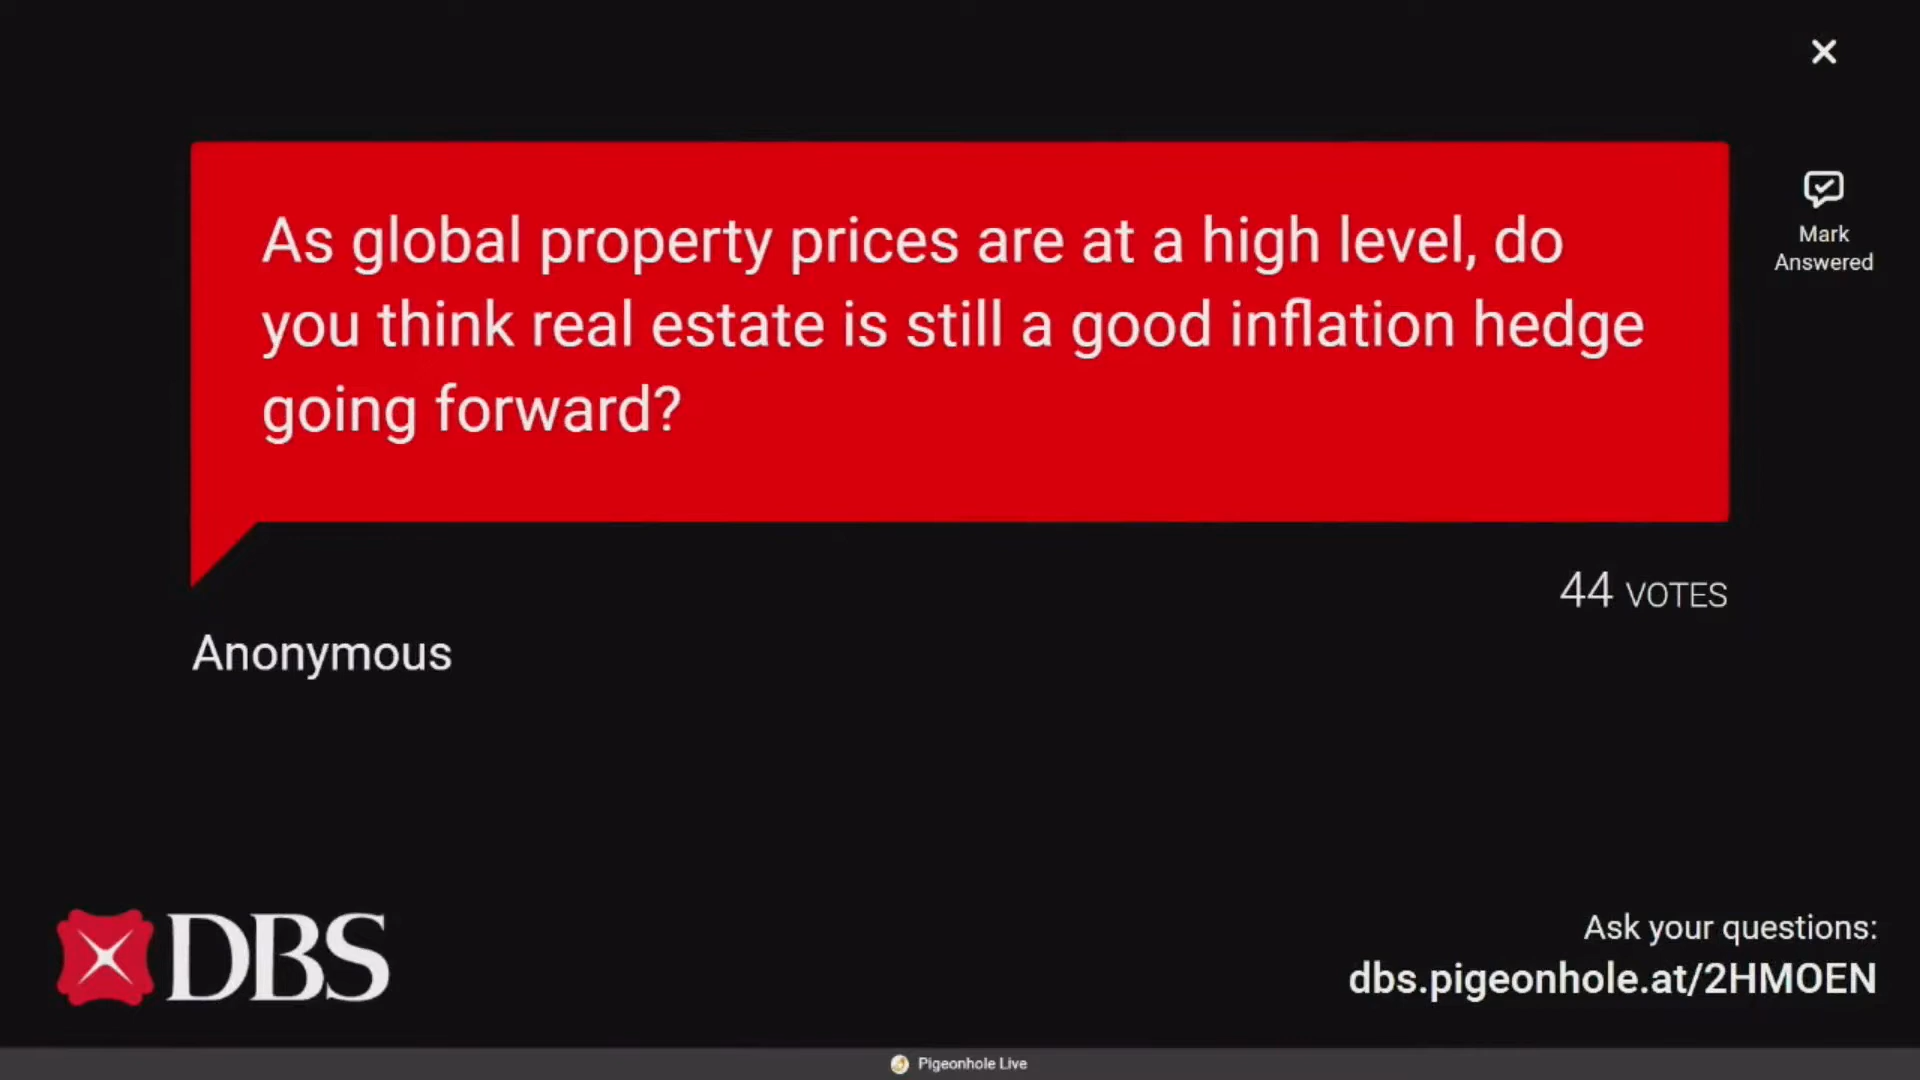 As global property prices are at a high level, do
you think real estate is still a good inflation hedge
going forward?
Mark
Answered
44 VOTES
Anonymous
DBS
Ask your questions:
dbs.pigeonhole.at/2HMOEN
Pigeonhole Live